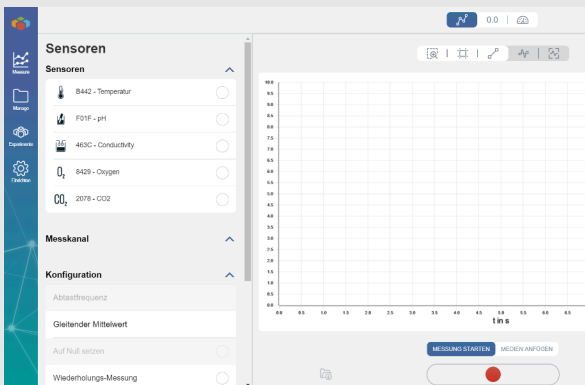 0.0
Sensoren
Sensoren
B442 - Temperatur
F01F - pH
463C - Conductivity
O2 8429 - Oxygen
CO2 2078 - CO2
Messkanal
Konfiguration
Abtastfrequenz
Gleitender Mittelwert
Auf Null setzen
Wiederholungs-Messung
Measure
Manage
Experimente
10.0
9.5
9.0
8.5
8.0
7.5
7.0
6.5
6.0
5.5
5.0
4.5
4.0
3.5
3.0
2.5
2.0
1.5
1.0
0.5
0.0
0.0 0.5 1.0 1.5 2.0 2.5 3.0 3.5 4.0 4.5 5.0 5.5 6.0 6.5
t in s
MESSUNG STARTEN MEDIEN ANFÜGEN